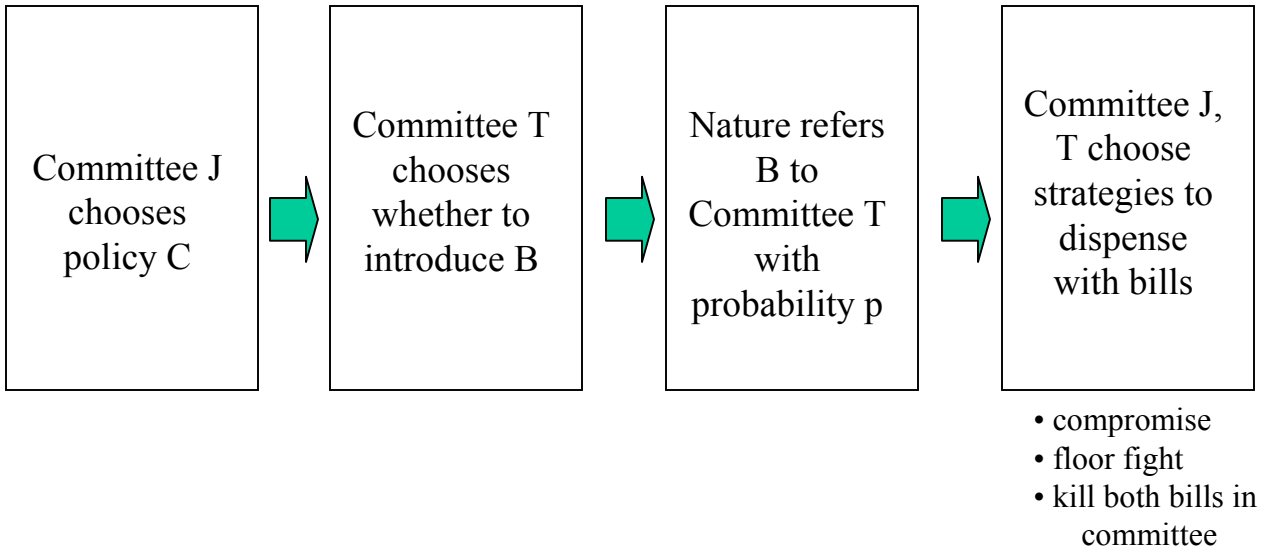 Committee J
chooses
policy C
Committee T
chooses
whether to
introduce B
Nature refers
B to
Committee T
with
probability p
Committee J,
T choose
strategies to
dispense
with bills
• compromise
• floor fight
• kill both bills in
committee